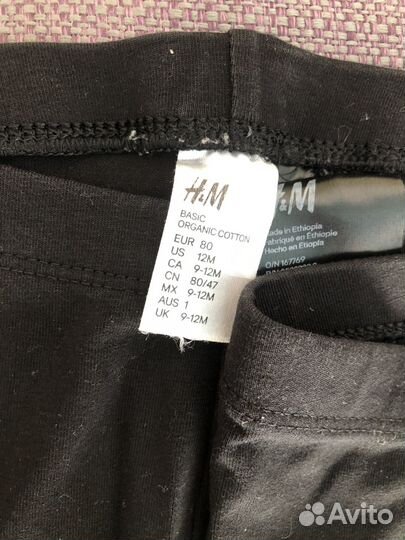 H&M
BASIC
ORGANIC COTTON
EUR 80
US 12M
CA 9-12M
CN 80/47
MX 9-12M
AUS 1
UK 9-12M
&M
Made in Ethiopia
Fabriqué en Éthiopie
Hecho en Etiopía
O/N 167769
Avito